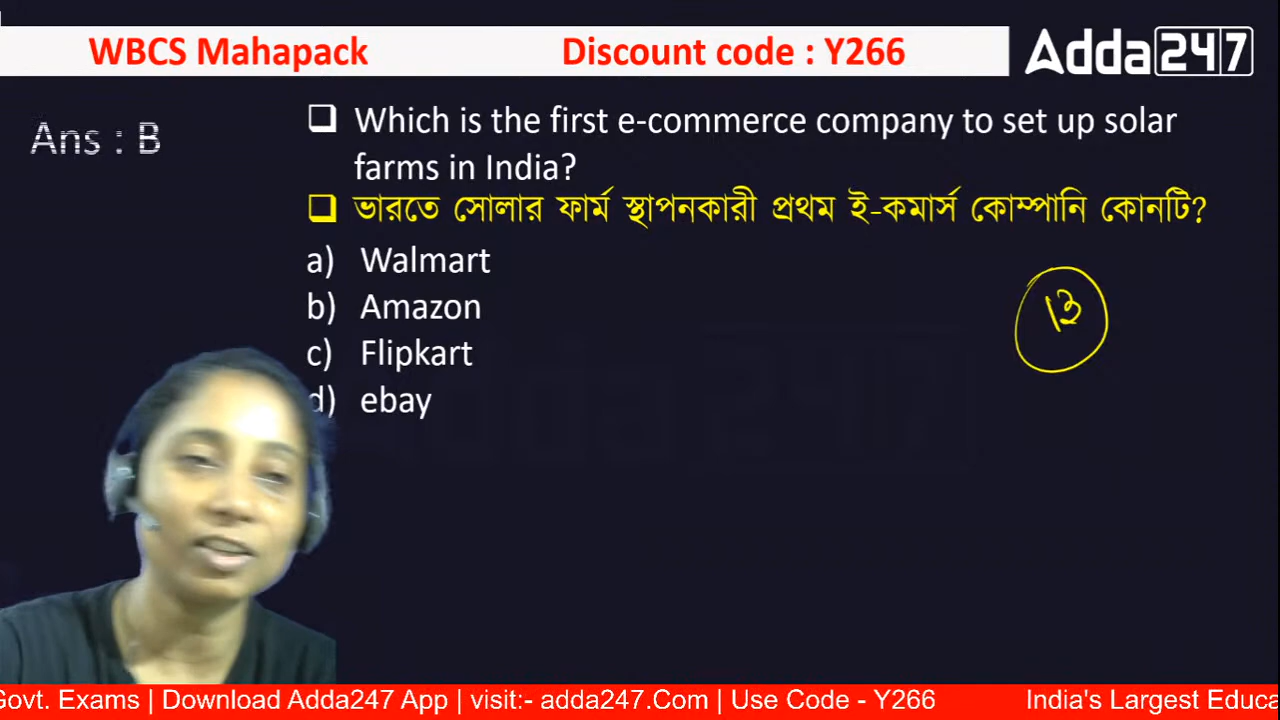 WBCS Mahapack Discount code : Y266 Adda247
Ans : B
Which is the first e-commerce company to set up solar
farms in India?
ভারতে সোলার ফার্ম স্থাপনকারী প্রথম ই-কমার্স কোম্পানি কোনটি?
a) Walmart
b) Amazon
c) Flipkart
d) ebay
13
Govt. Exams | Download Adda247 App | visit:- adda247.Com | Use Code - Y266 India's Largest Educa